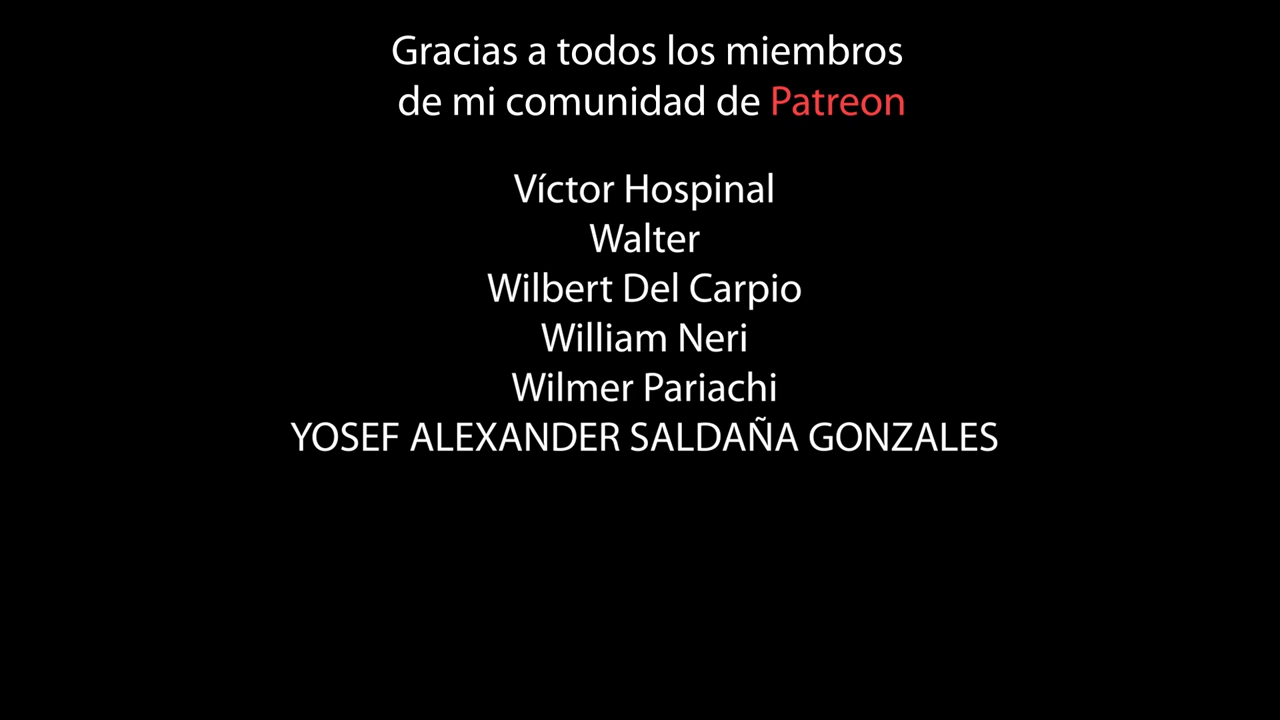 Gracias a todos los miembros
de mi comunidad de Patreon
Víctor Hospinal
Walter
Wilbert Del Carpio
William Neri
Wilmer Pariachi
YOSEF ALEXANDER SALDAÑA GONZALES